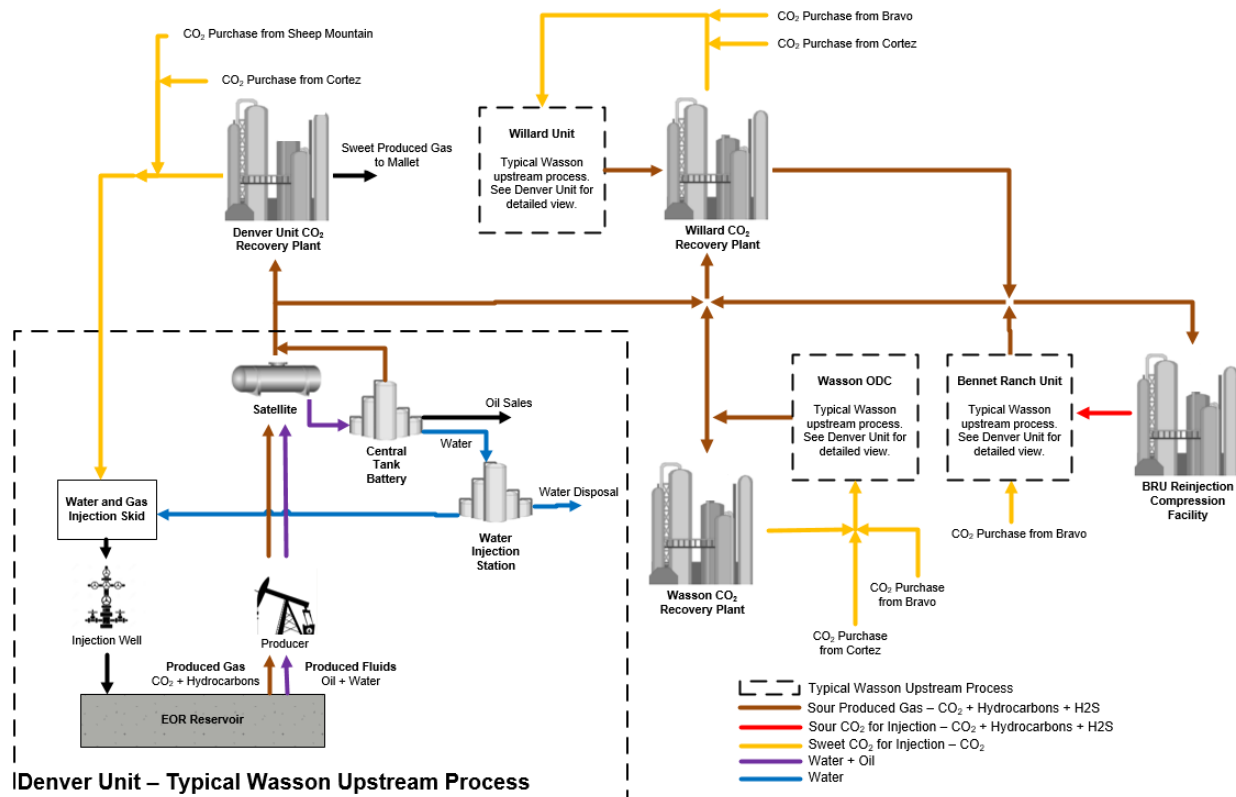 CO₂ Purchase from Sheep Mountain
CO₂ Purchase from Cortez
Sweet Produced Gas
to Mallet
Denver Unit CO₂
Recovery Plant
CO₂ Purchase from Bravo
CO₂ Purchase from Cortez
Willard Unit
Typical Wasson
upstream process.
See Denver Unit for
detailed view.
Willard CO₂
Recovery Plant
Satellite
Oil Sales
Water
Central
Tank
Battery
Water and Gas
Injection Skid
Water Disposal
Water
Injection
Station
Injection Well
Producer
Produced Gas
CO₂ + Hydrocarbons
Produced Fluids
Oil + Water
EOR Reservoir
Denver Unit – Typical Wasson Upstream Process
Wasson ODC
Typical Wasson
upstream process.
See Denver Unit for
detailed view.
Bennet Ranch Unit
Typical Wasson
upstream process.
See Denver Unit for
detailed view.
BRU Reinjection
Compression
Facility
CO₂ Purchase from Bravo
Wasson CO₂
Recovery Plant
CO₂ Purchase
from Bravo
CO₂ Purchase
from Cortez
Typical Wasson Upstream Process
Sour Produced Gas – CO₂ + Hydrocarbons + H2S
Sour CO₂ for Injection – CO₂ + Hydrocarbons + H2S
Sweet CO₂ for Injection – CO₂
Water + Oil
Water